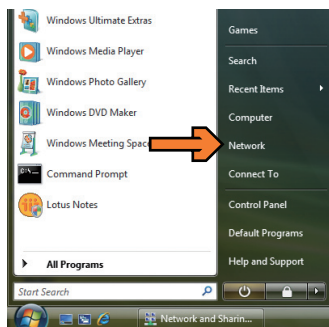 Windows Ultimate Extras
Windows Media Player
Windows Photo Gallery
Windows DVD Maker
Windows Meeting Space
Command Prompt
Lotus Notes
All Programs
Start Search
Games
Search
Recent Items
Computer
Network
Connect To
Control Panel
Default Programs
Help and Support
Network and Sharin...